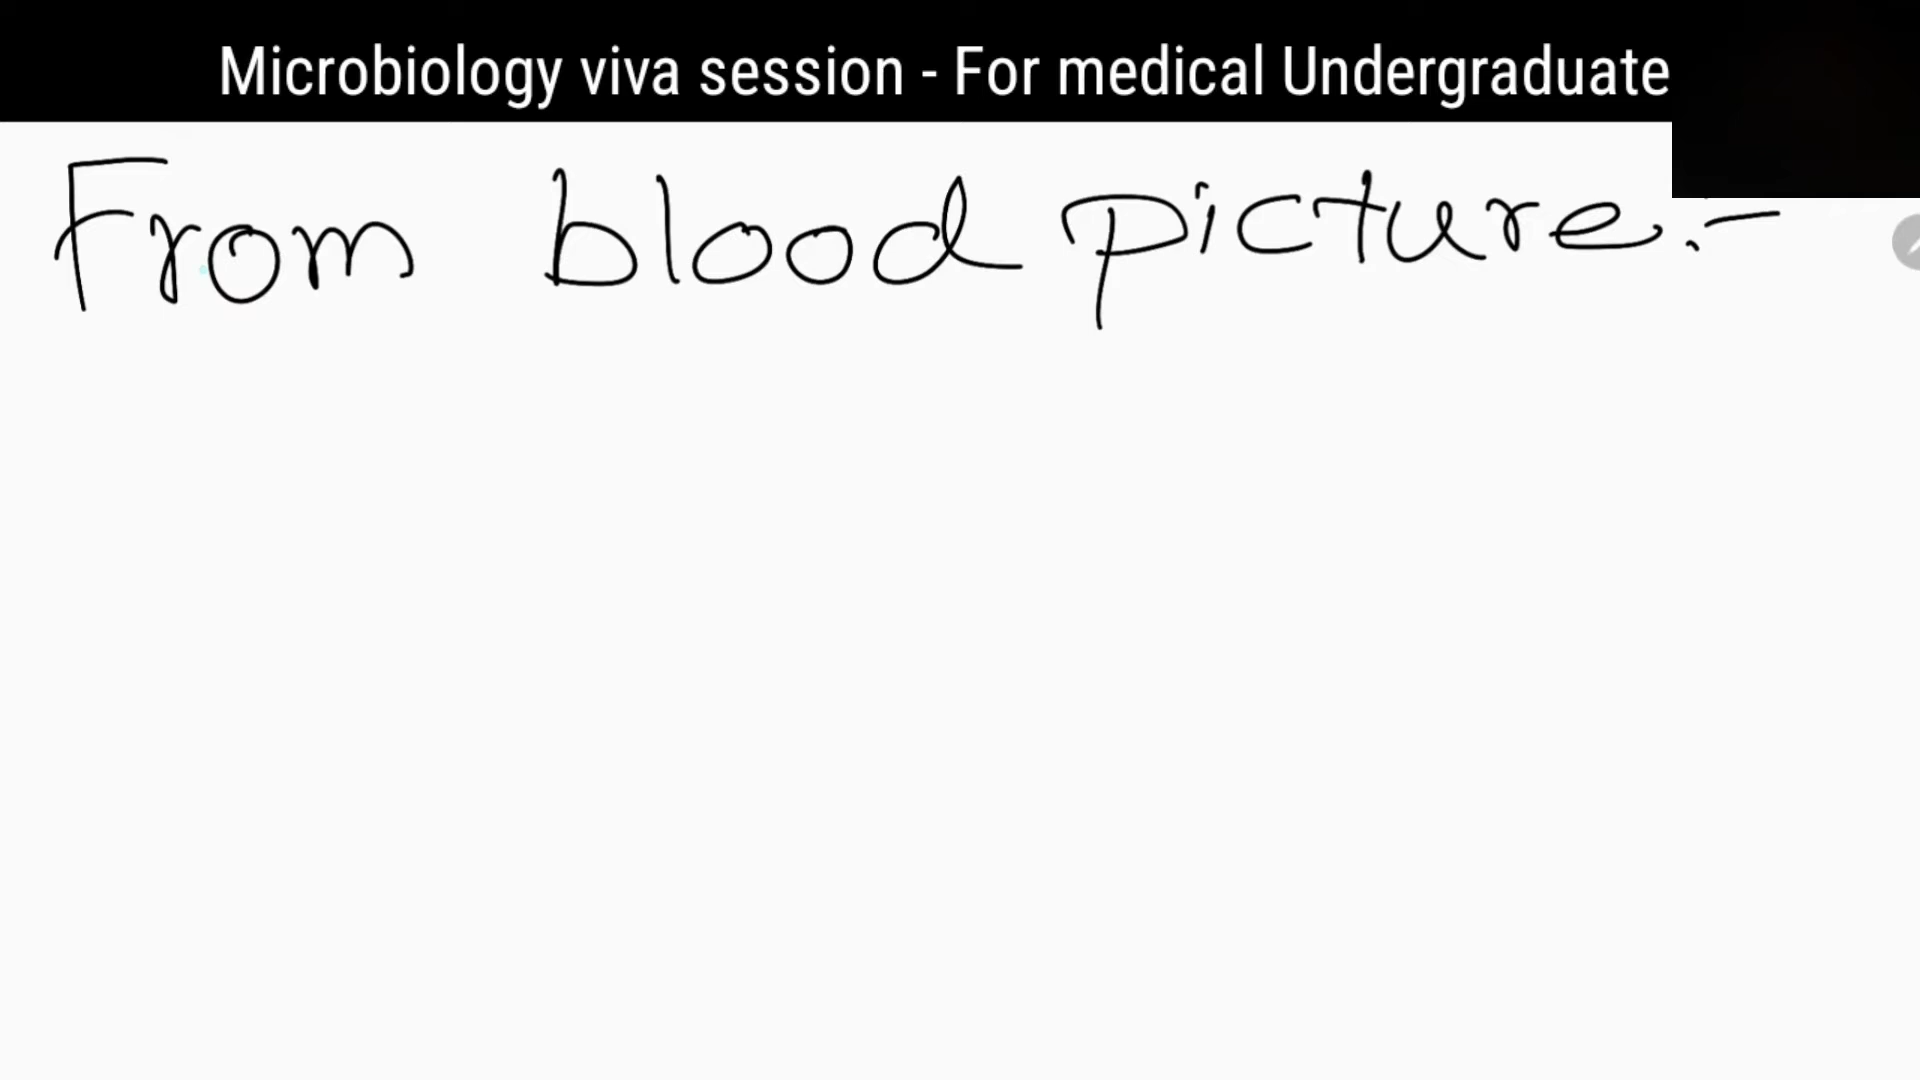 Microbiology viva session - For medical Undergraduate
From blood picture:-